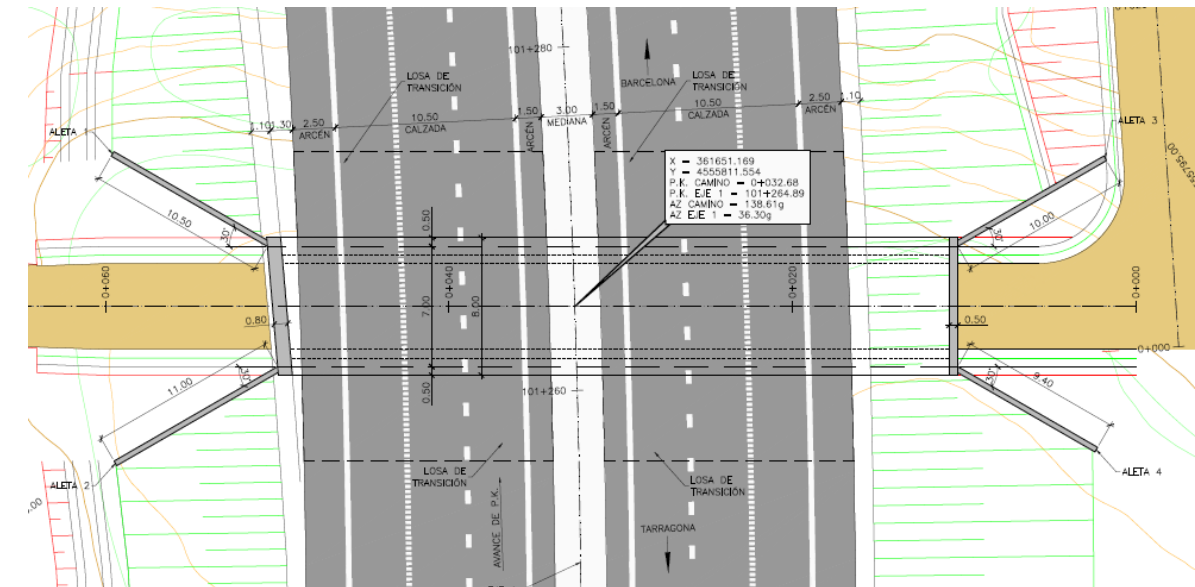 101+280
BARCELONA
LOSA DE
TRANSICIÓN
LOSA DE
TRANSICIÓN
1.10
1.30
2.50
ARCÉN
10.50
CALZADA
1.50
ARCÉN
3.00
MEDIANA
1.50
ARCÉN
10.50
CALZADA
2.50
ARCÉN
1.10
ALETA 1
ALETA 3
X = 361651.169
Y = 4555811.554
P.K. CAMINO = 0+032.68
P.K. EJE 1 = 101+264.89
AZ CAMINO = 138.61g
AZ EJE 1 = 36.30g
10.50
30°
0.50
10.00
30°
0+060
0+040
0+020
0+000
7.00
8.00
0.80
0.50
0+000
11.00
30°
0.50
101+260
9.40
30°
ALETA 2
LOSA DE
TRANSICIÓN
LOSA DE
TRANSICIÓN
ALETA 4
AVANCE DE P.K.
TARRAGONA